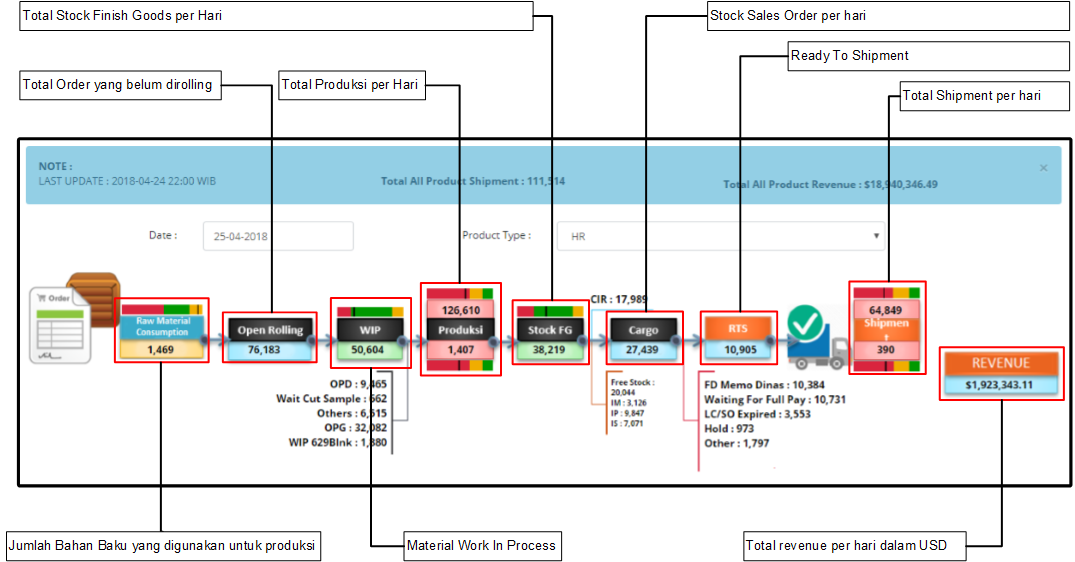 Total Stock Finish Goods per Hari
Stock Sales Order per hari
Ready To Shipment
Total Order yang belum dirolling
Total Produksi per Hari
Total Shipment per hari
NOTE :
LAST UPDATE : 2018-04-24 22:00 WIB
Total All Product Shipment : 111,514
Total All Product Revenue : $18,940,346.49
×
Date :
25-04-2018
Product Type :
HR
Order
Raw Material
Consumption
1,469
Open Rolling
76,183
WIP
50,604
126,610
Produksi
1,407
Stock FG
38,219
CIR : 17,989
Cargo
27,439
RTS
10,905
64,849
Shipmen
t
390
REVENUE
$1,923,343.11
OPD : 9,465
Wait Cut Sample : 662
Others : 6,515
OPG : 32,082
WIP 629Blnk : 1,880
Free Stock :
20,044
IM : 3,126
IP : 9,847
IS : 7,071
FD Memo Dinas : 10,384
Waiting For Full Pay : 10,731
LC/SO Expired : 3,553
Hold : 973
Other : 1,797
Jumlah Bahan Baku yang digunakan untuk produksi
Material Work In Process
Total revenue per hari dalam USD